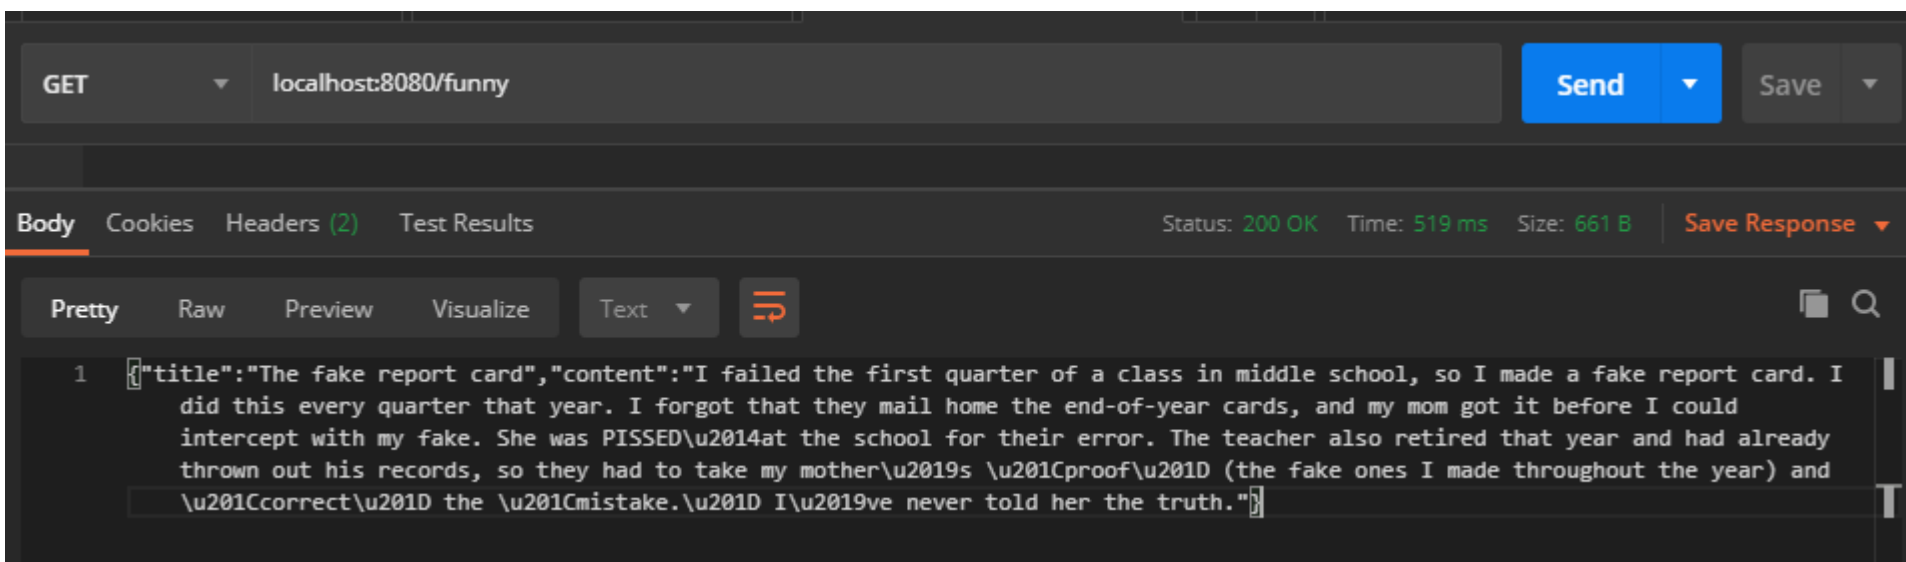 GET localhost:8080/funny Send Save
Body Cookies Headers (2) Test Results Status: 200 OK Time: 519 ms Size: 661 B Save Response
Pretty Raw Preview Visualize Text
1 {"title":"The fake report card","content":"I failed the first quarter of a class in middle school, so I made a fake report card. I
did this every quarter that year. I forgot that they mail home the end-of-year cards, and my mom got it before I could
intercept with my fake. She was PISSED\u2014at the school for their error. The teacher also retired that year and had already
thrown out his records, so they had to take my mother\u2019s \u201Cproof\u201D (the fake ones I made throughout the year) and
\u201Ccorrect\u201D the \u201Cmistake.\u201D I\u2019ve never told her the truth."}